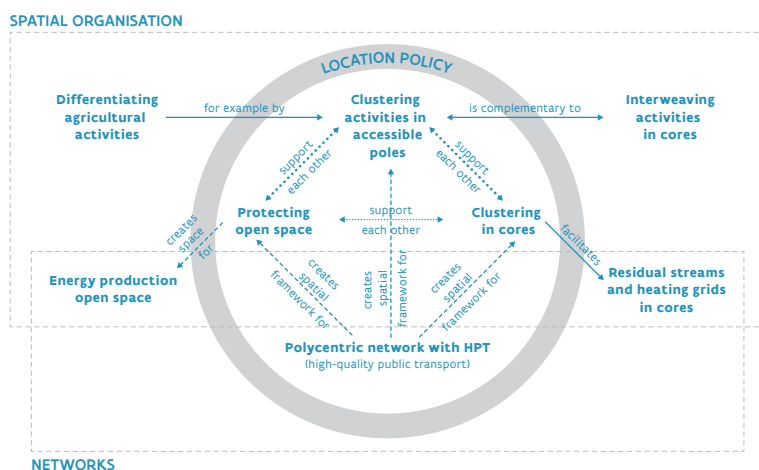 SPATIAL ORGANISATION
LOCATION POLICY
Differentiating
agricultural
activities
for example by
Clustering
activities in
accessible
poles
is complementary to
Interweaving
activities
in cores
support
each other
support
each other
Protecting
open space
support
each other
Clustering
in cores
creates
space
for
facilitates
Energy production
open space
creates
spatial
framework for
creates
spatial
framework for
creates
spatial
framework for
Residual streams
and heating grids
in cores
Polycentric network with HPT
(high-quality public transport)
NETWORKS